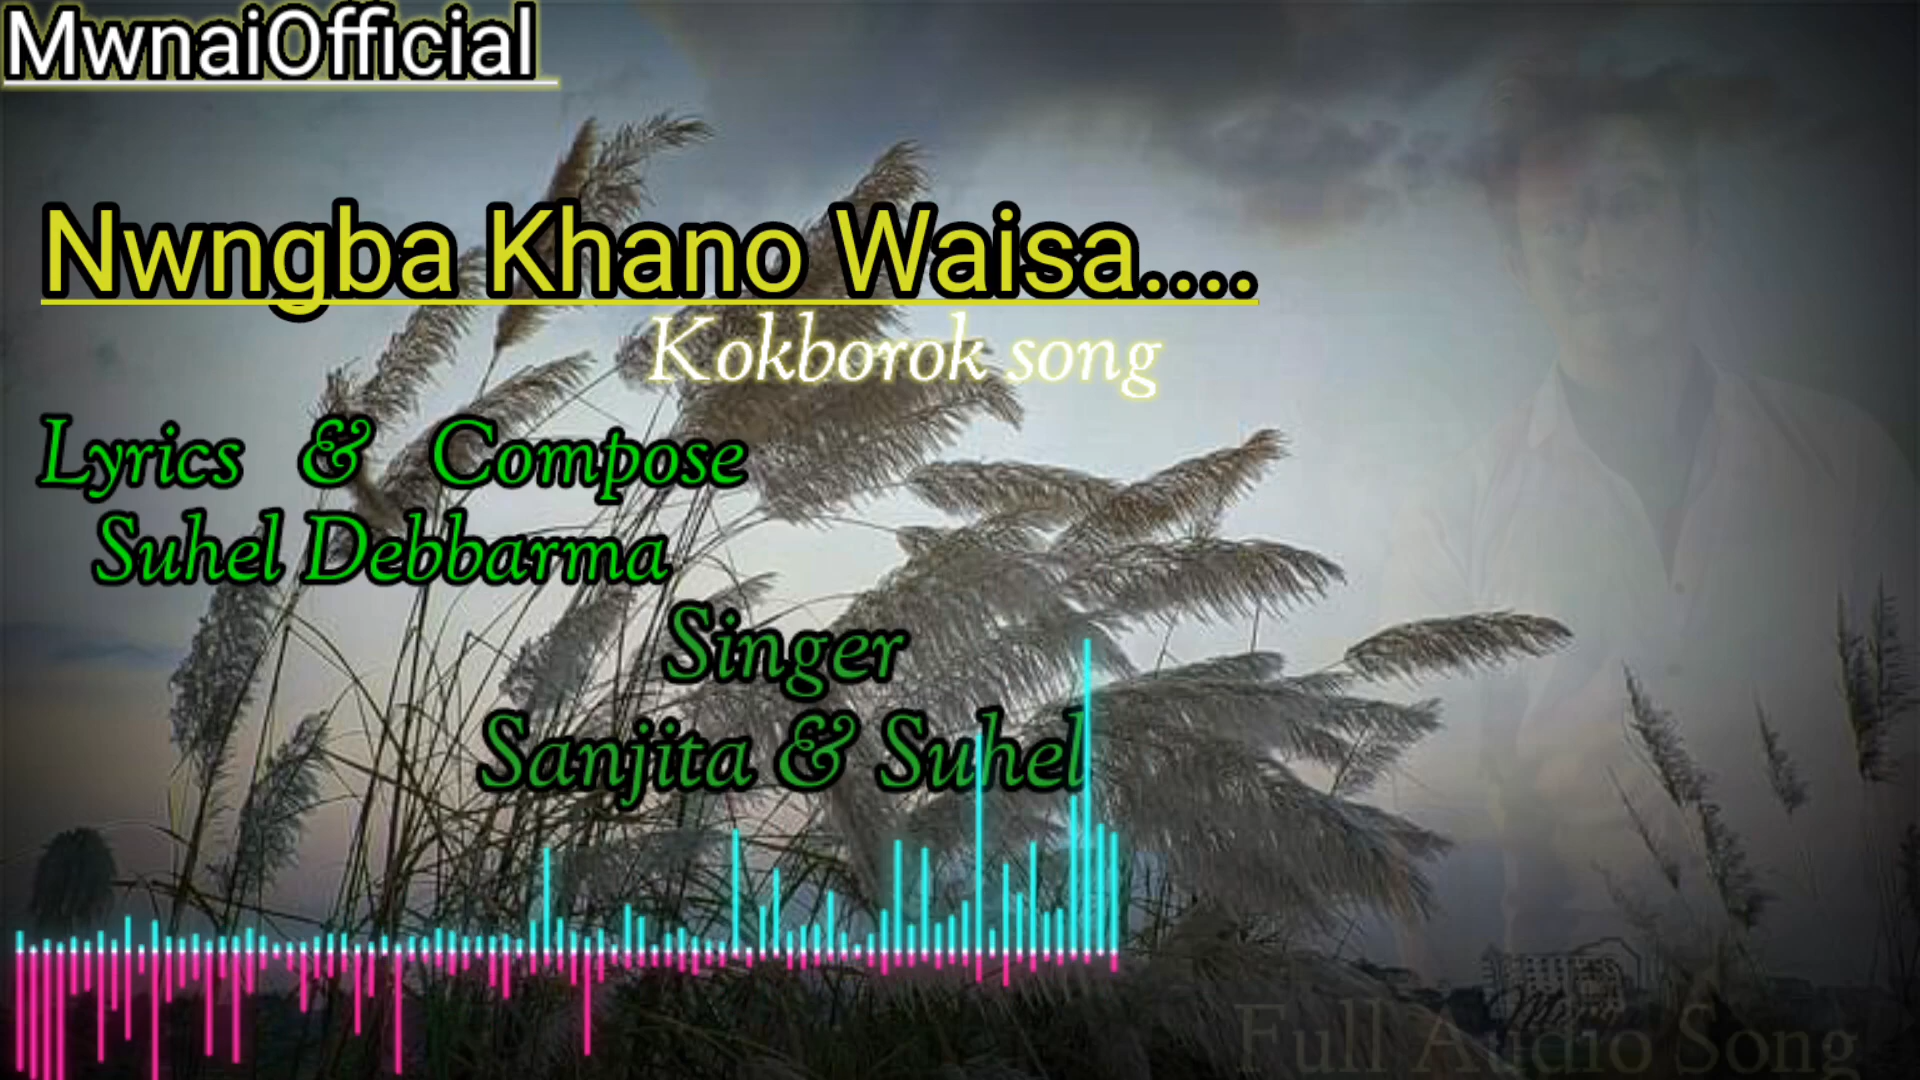 MwnaiOfficial
Nwngba Khano Waisa....
Kokborok song
Lyrics & Compose
Suhel Debbarma
Singer
Sanjita & Suhel
Full Audio Song